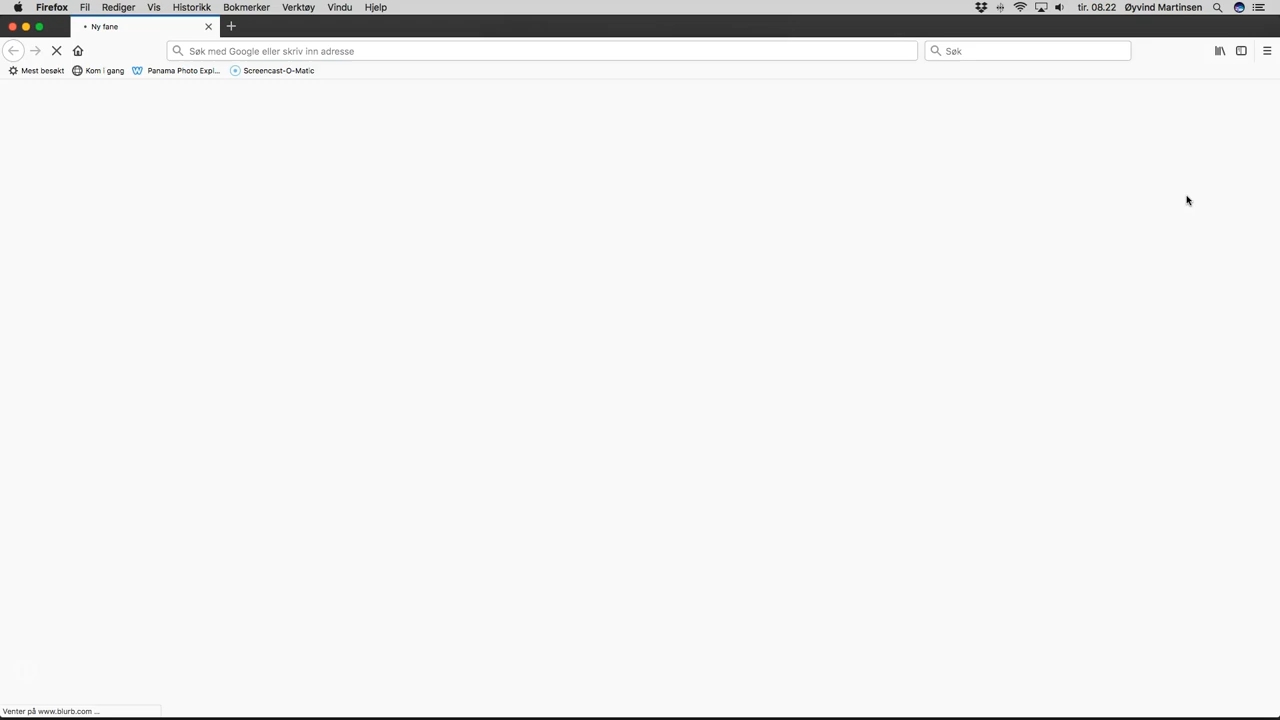 Firefox Fil Rediger Vis Historikk Bokmerker Verktøy Vindu Hjelp tir. 08.22 Øyvind Martinsen
Ny fane
Søk med Google eller skriv inn adresse Søk
Mest besøkt Kom i gang Panama Photo Expl... Screencast-O-Matic
Venter på www.blurb.com ...